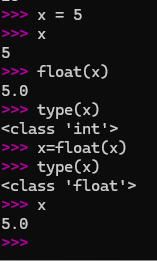 >>> x = 5
>>> x
5
>>> float(x)
5.0
>>> type(x)
<class 'int'>
>>> x=float(x)
>>> type(x)
<class 'float'>
>>> x
5.0
>>>